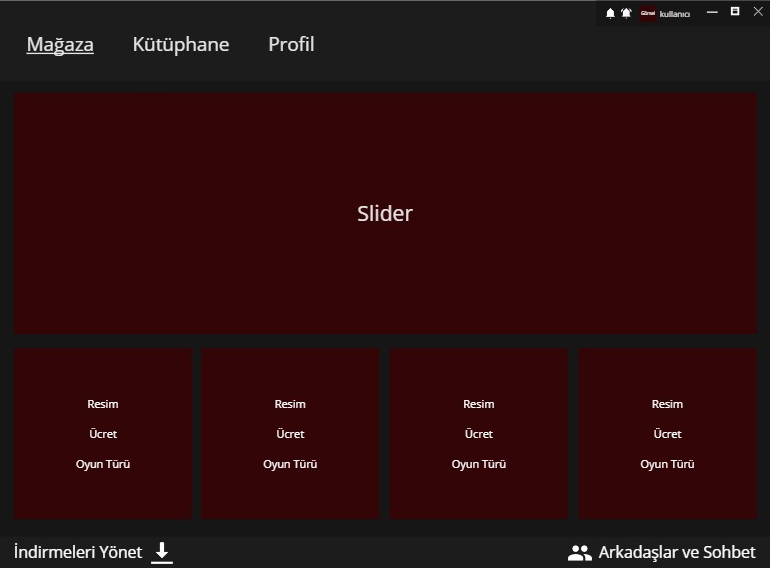 Görsel kullanıcı
Mağaza Kütüphane Profil
Slider
Resim Resim Resim Resim
Ücret Ücret Ücret Ücret
Oyun Türü Oyun Türü Oyun Türü Oyun Türü
İndirmeleri Yönet Arkadaşlar ve Sohbet